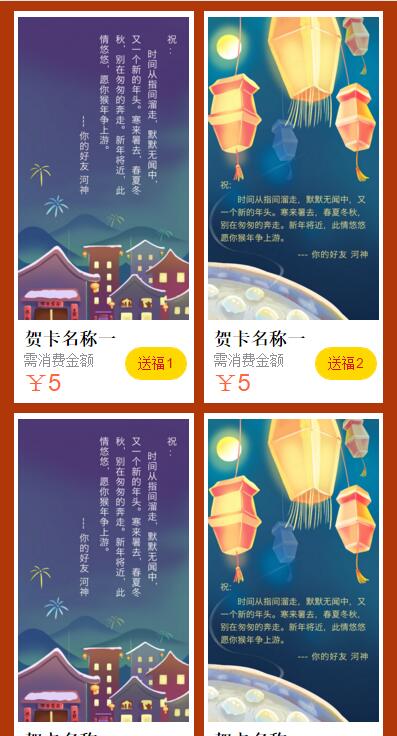 祝:
时间从指间溜走,默默无闻中,
又一个新的年头。寒来暑去,春夏冬
秋,别在匆匆的奔走。新年将近,此
情悠悠,愿你猴年争上游。
--- 你的好友 河神
祝:
时间从指间溜走,默默无闻中,又
一个新的年头。寒来暑去,春夏冬秋,
别在匆匆的奔走。新年将近,此情悠悠
愿你猴年争上游。
--- 你的好友 河神
贺卡名称一
需消费金额
¥5
送福1
贺卡名称一
需消费金额
¥5
送福2
祝:
时间从指间溜走,默默无闻中,
又一个新的年头。寒来暑去,春夏冬
秋,别在匆匆的奔走。新年将近,此
情悠悠,愿你猴年争上游。
--- 你的好友 河神
祝:
时间从指间溜走,默默无闻中,又
一个新的年头。寒来暑去,春夏冬秋,
别在匆匆的奔走。新年将近,此情悠悠
愿你猴年争上游。
--- 你的好友 河神